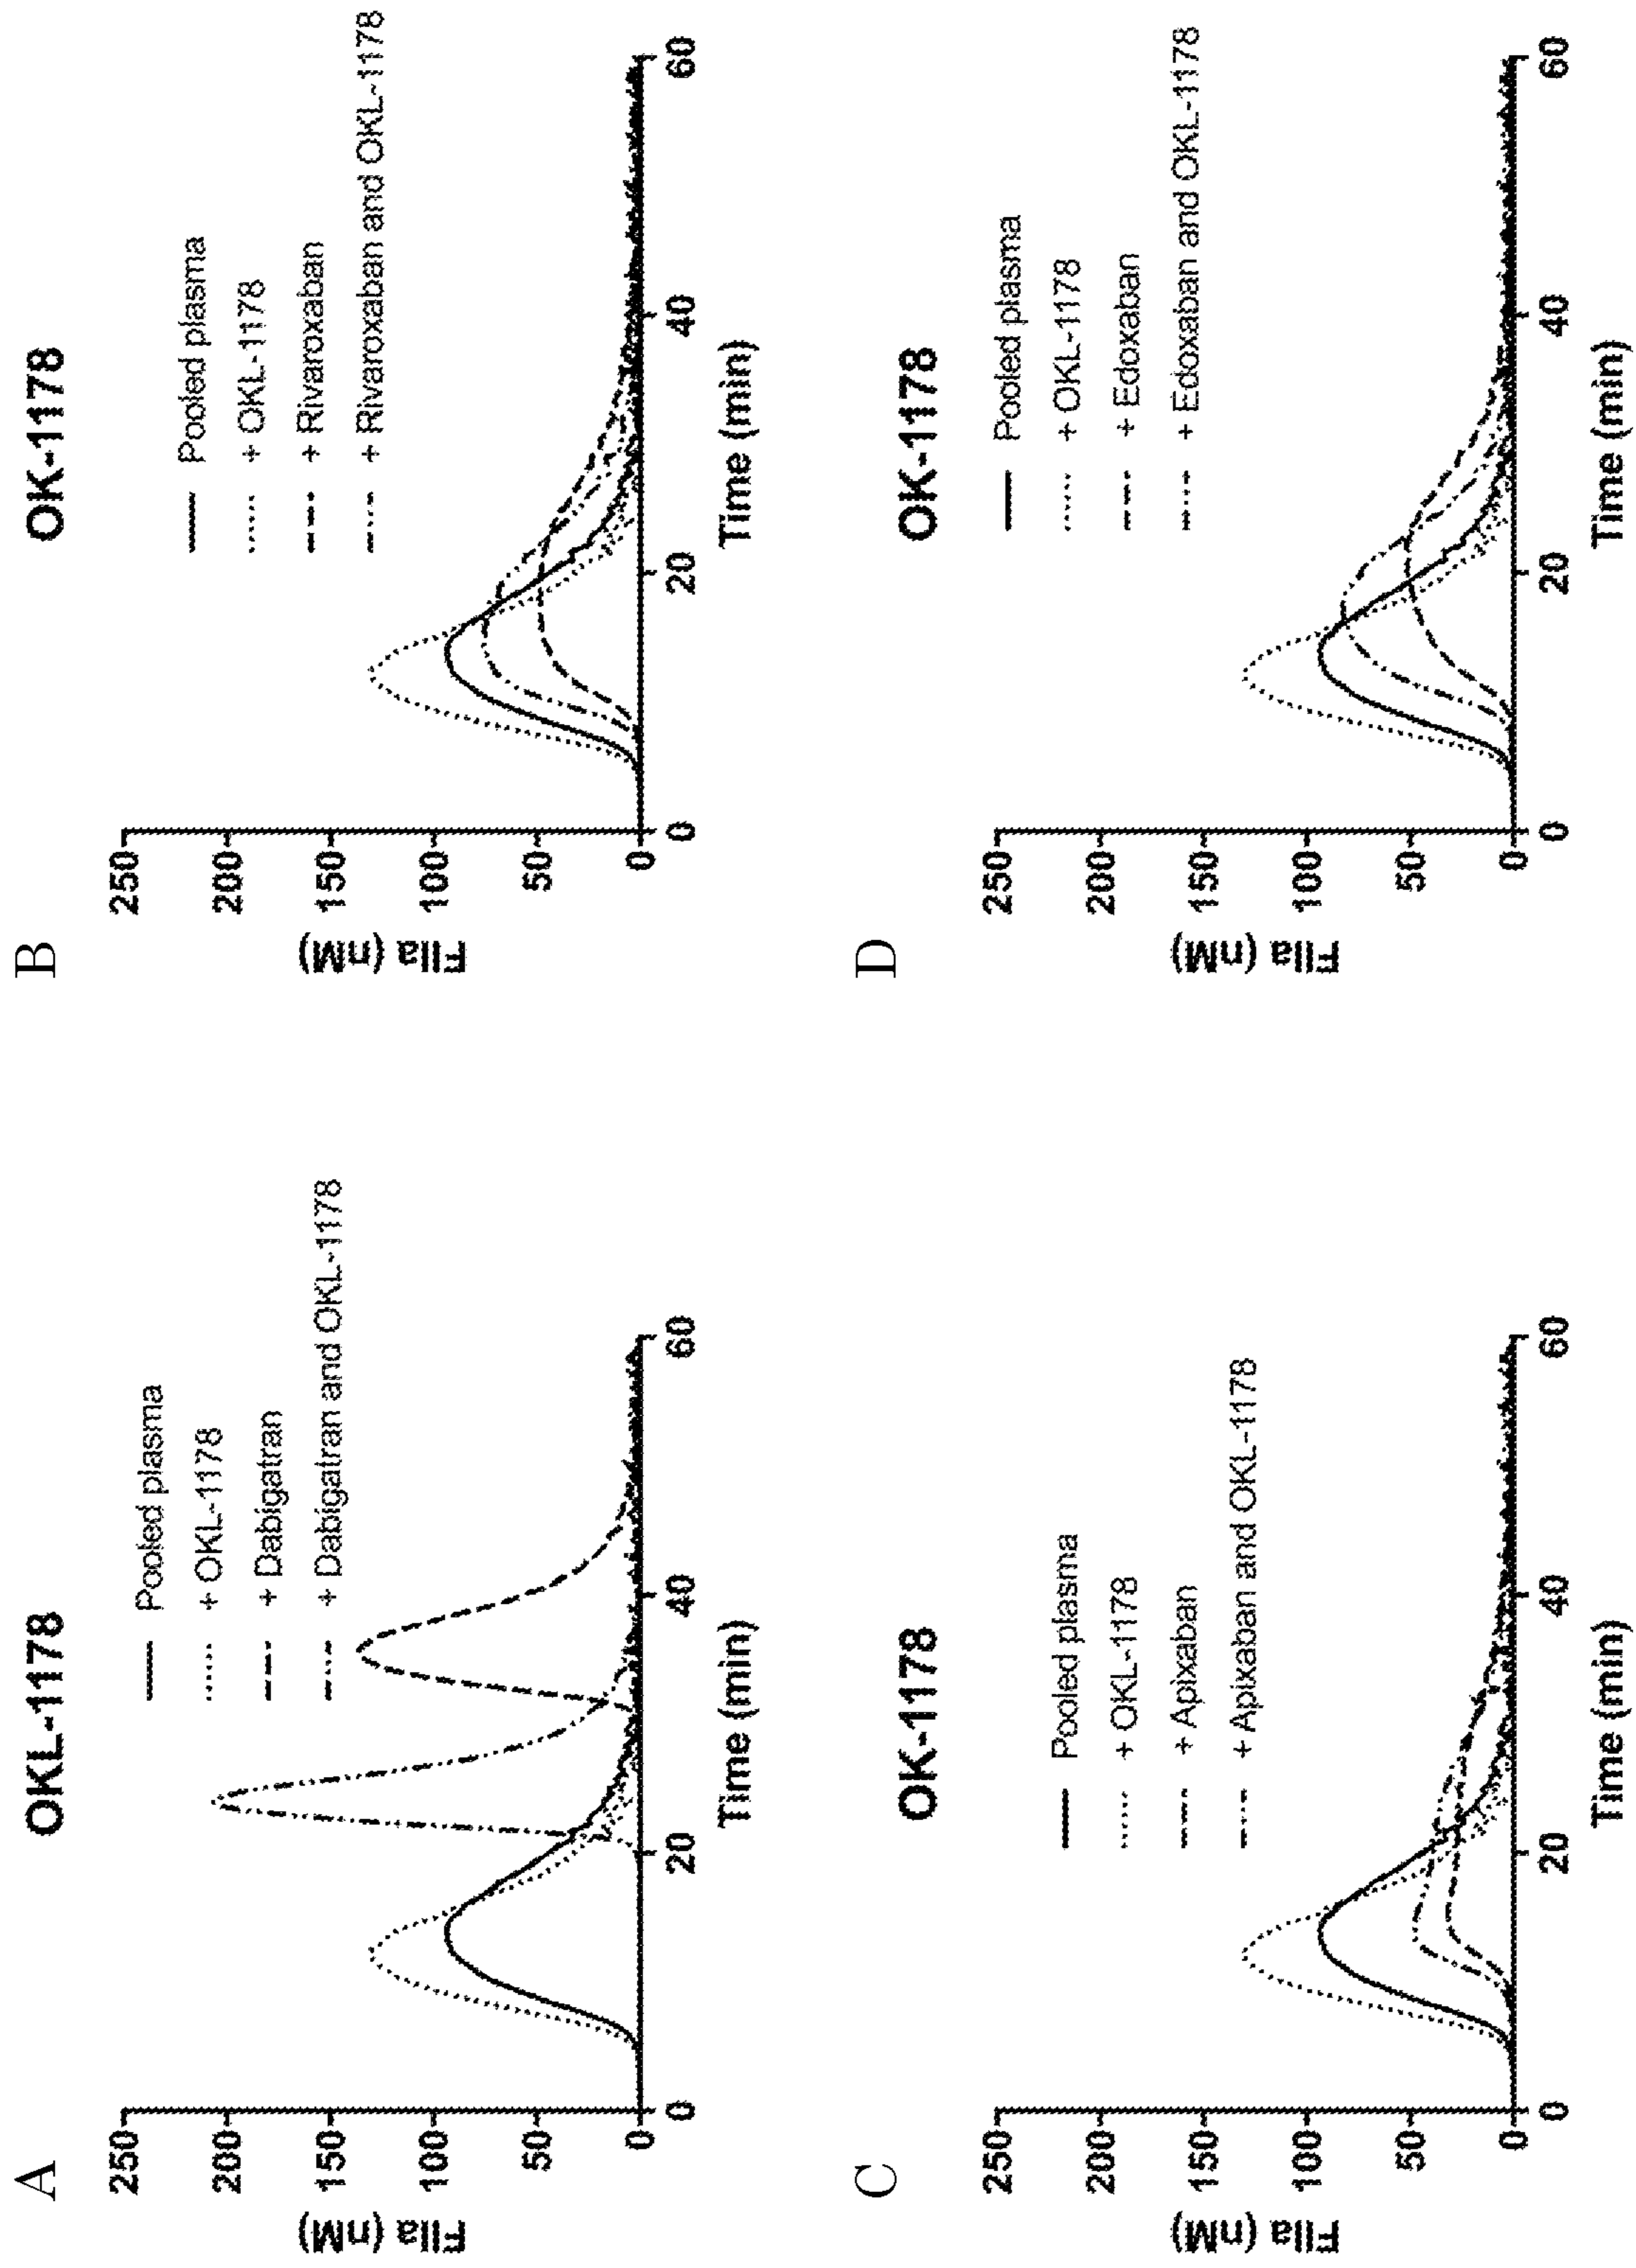 A
OKL-1178
FIIa (nM)
250
200
150
100
50
0
Pooled plasma
+ OKL-1178
+ Dabigatran
+ Dabigatran and OKL-1178
0
20
40
60
Time (min)
B
OK-1178
FIIa (nM)
250
200
150
100
50
0
Pooled plasma
+ OKL-1178
+ Rivaroxaban
+ Rivaroxaban and OKL-1178
0
20
40
60
Time (min)
C
OK-1178
FIIa (nM)
250
200
150
100
50
0
Pooled plasma
+ OKL-1178
+ Apixaban
+ Apixaban and OKL-1178
0
20
40
60
Time (min)
D
OK-1178
FIIa (nM)
250
200
150
100
50
0
Pooled plasma
+ OKL-1178
+ Edoxaban
+ Edoxaban and OKL-1178
0
20
40
60
Time (min)